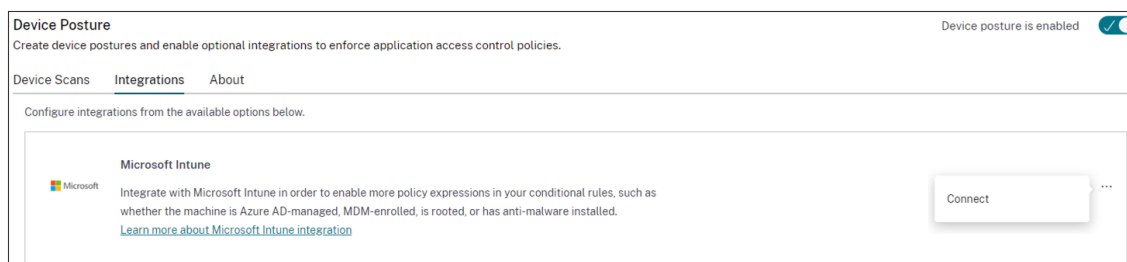 Device Posture
Device posture is enabled
Create device postures and enable optional integrations to enforce application access control policies.
Device Scans Integrations About
Configure integrations from the available options below.
Microsoft Intune
Microsoft
Integrate with Microsoft Intune in order to enable more policy expressions in your conditional rules, such as
whether the machine is Azure AD-managed, MDM-enrolled, is rooted, or has anti-malware installed.
Learn more about Microsoft Intune integration
Connect
...